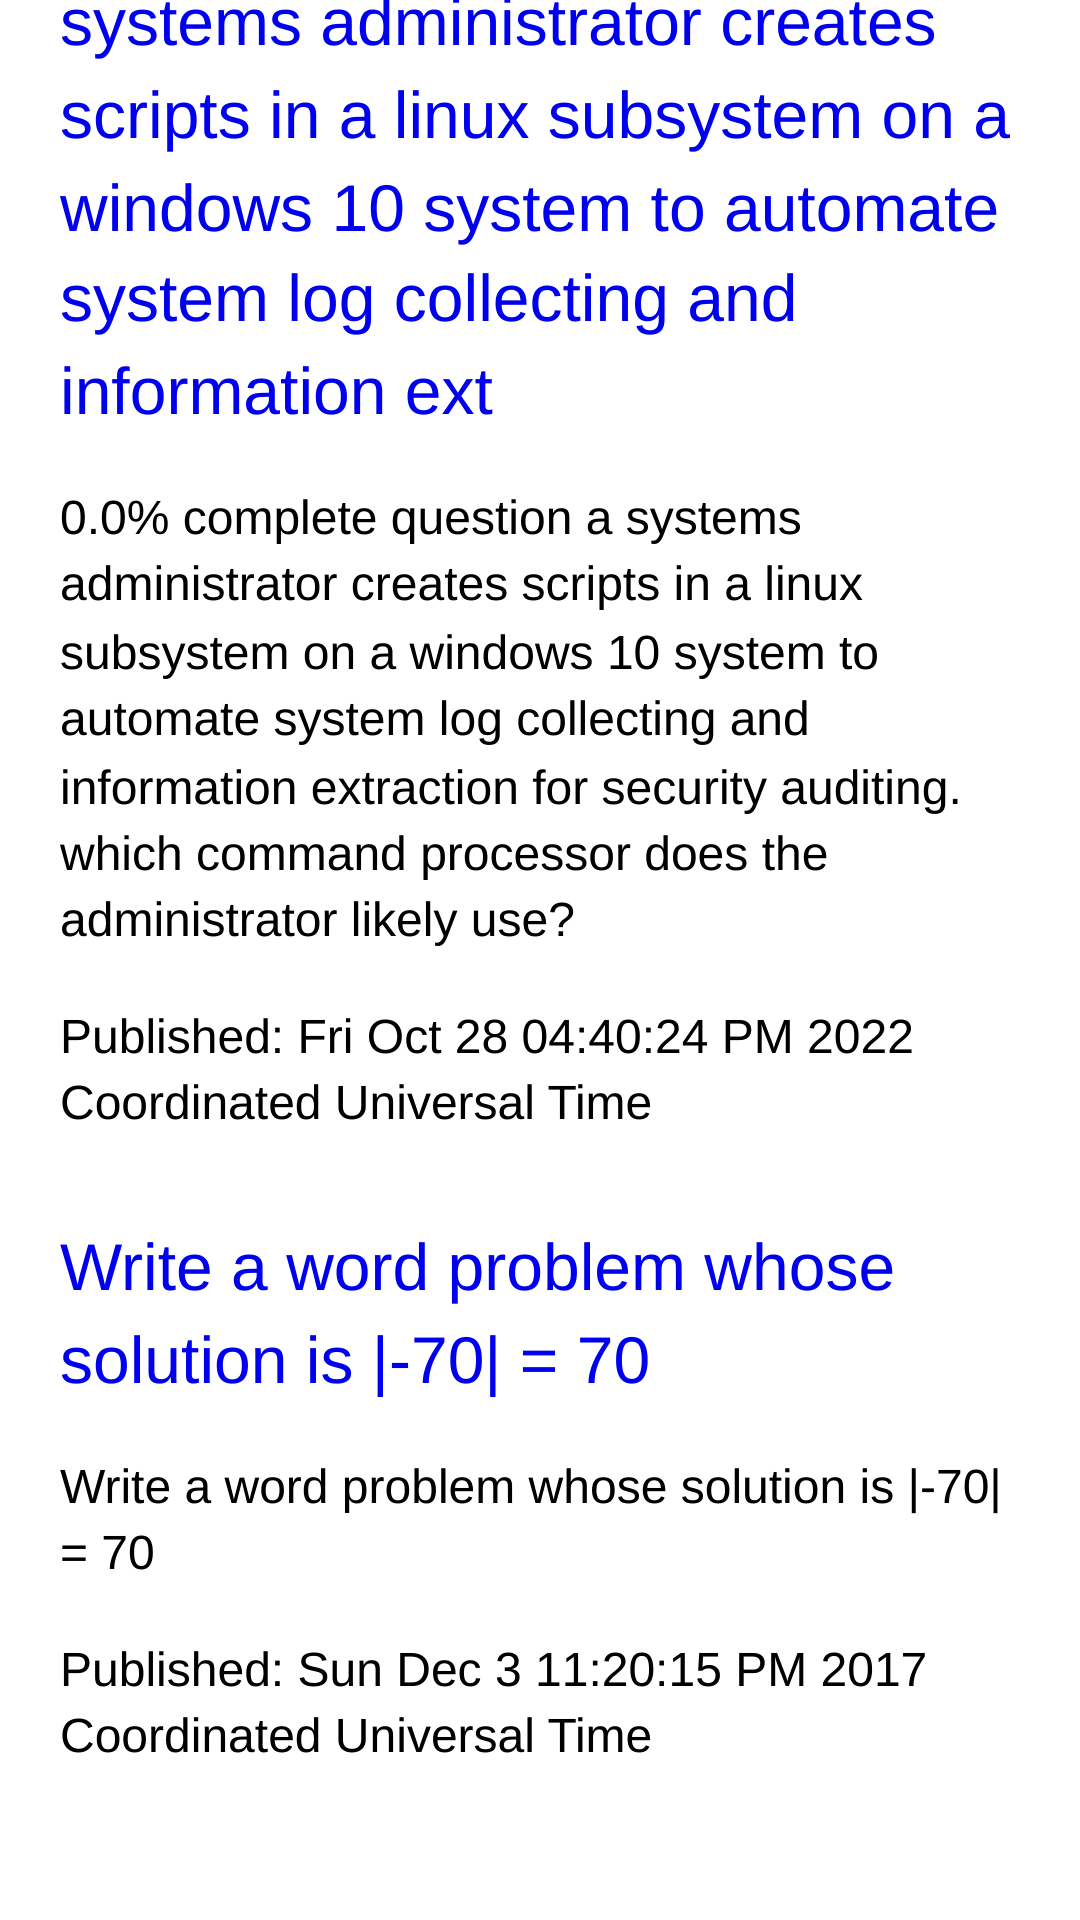 systems administrator creates
scripts in a linux subsystem on a
windows 10 system to automate
system log collecting and
information ext
0.0% complete question a systems
administrator creates scripts in a linux
subsystem on a windows 10 system to
automate system log collecting and
information extraction for security auditing.
which command processor does the
administrator likely use?
Published: Fri Oct 28 04:40:24 PM 2022
Coordinated Universal Time
Write a word problem whose
solution is |-70| = 70
Write a word problem whose solution is |-70|
= 70
Published: Sun Dec 3 11:20:15 PM 2017
Coordinated Universal Time